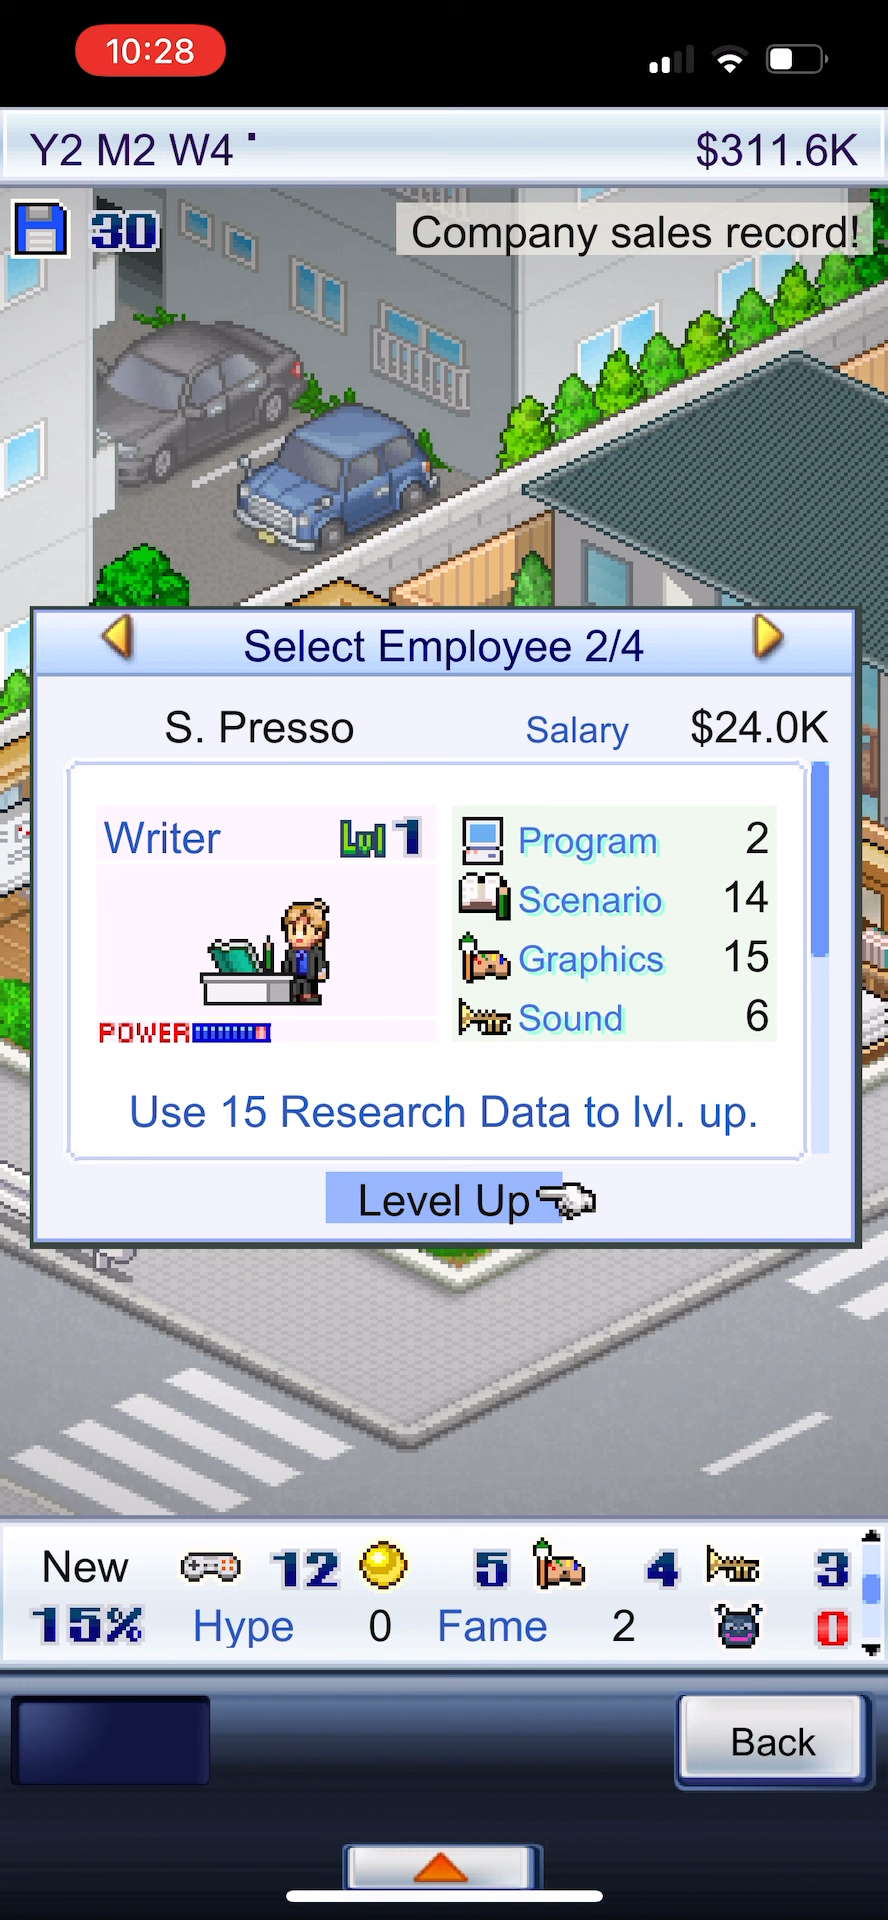 10:28
Y2 M2 W4 $311.6K
30 Company sales record!
Select Employee 2/4
S. Presso Salary $24.0K
Writer Lvl 1
Program 2
Scenario 14
Graphics 15
Sound 6
POWER
Use 15 Research Data to lvl. up.
Level Up
New 12 5 4 3
15% Hype 0 Fame 2 0
Back